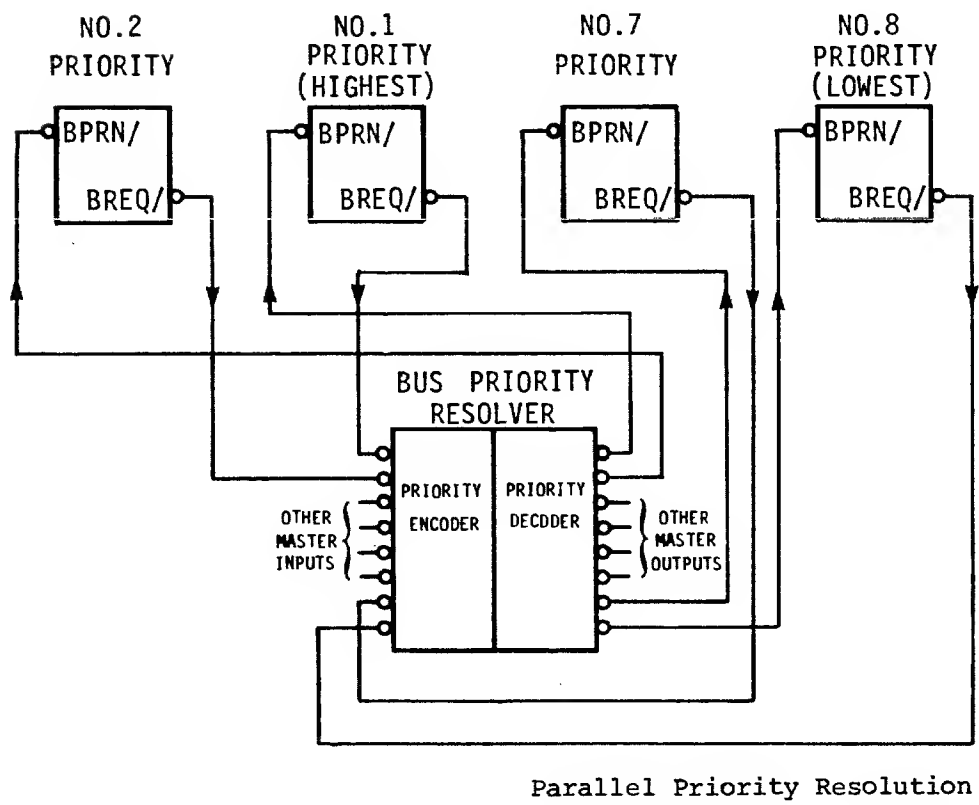 NO.2
PRIORITY
NO.1
PRIORITY
(HIGHEST)
NO.7
PRIORITY
NO.8
PRIORITY
(LOWEST)
BPRN/
BREQ/
BPRN/
BREQ/
BPRN/
BREQ/
BPRN/
BREQ/
BUS PRIORITY
RESOLVER
PRIORITY
ENCODER
PRIORITY
DECDDER
OTHER
MASTER
INPUTS
OTHER
MASTER
OUTPUTS
Parallel Priority Resolution